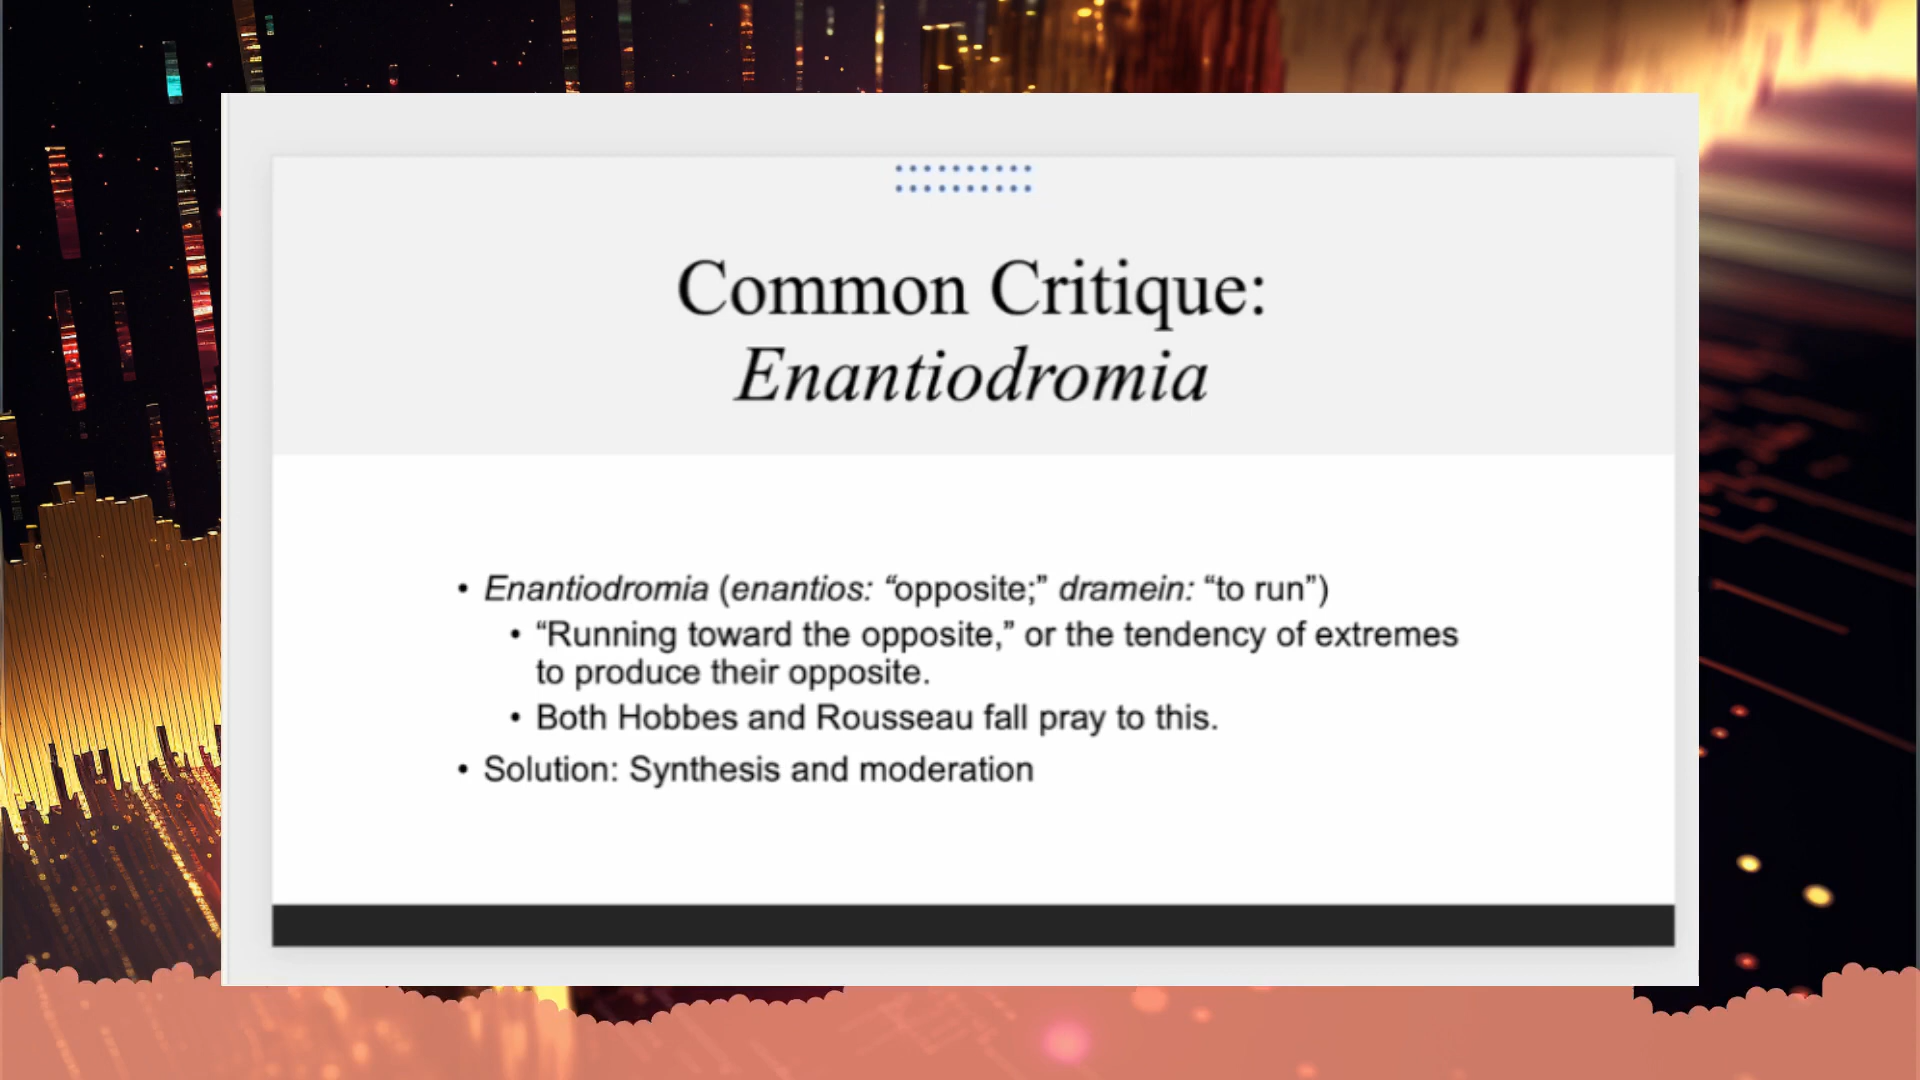 Common Critique:
Enantiodromia
• Enantiodromia (enantios: “opposite;” dramein: “to run”)
• “Running toward the opposite,” or the tendency of extremes
to produce their opposite.
• Both Hobbes and Rousseau fall pray to this.
• Solution: Synthesis and moderation